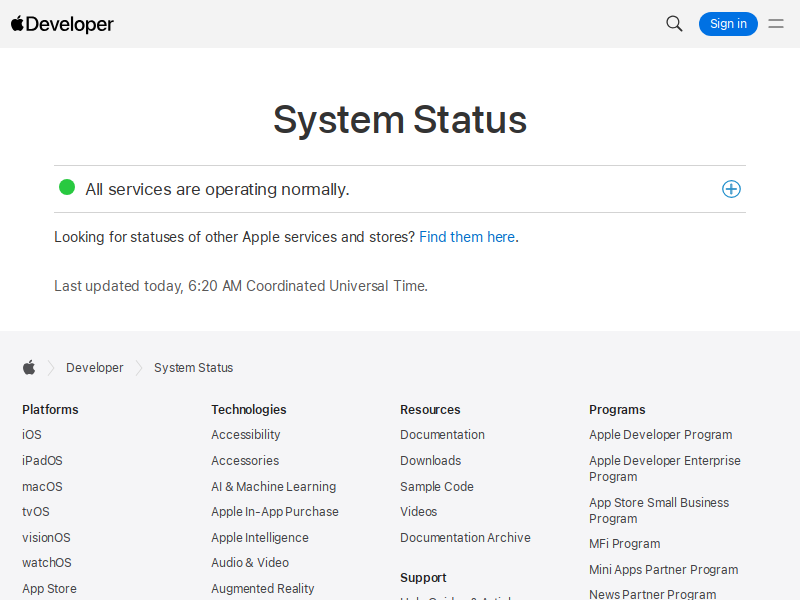 Developer
Sign in
System Status
All services are operating normally.
Looking for statuses of other Apple services and stores? Find them here.
Last updated today, 6:20 AM Coordinated Universal Time.
Developer
System Status
Platforms
iOS
iPadOS
macOS
tvOS
visionOS
watchOS
App Store
Technologies
Accessibility
Accessories
AI & Machine Learning
Apple In-App Purchase
Apple Intelligence
Audio & Video
Augmented Reality
Resources
Documentation
Downloads
Sample Code
Videos
Documentation Archive
Support
Programs
Apple Developer Program
Apple Developer Enterprise
Program
App Store Small Business
Program
MFi Program
Mini Apps Partner Program
News Partner Program